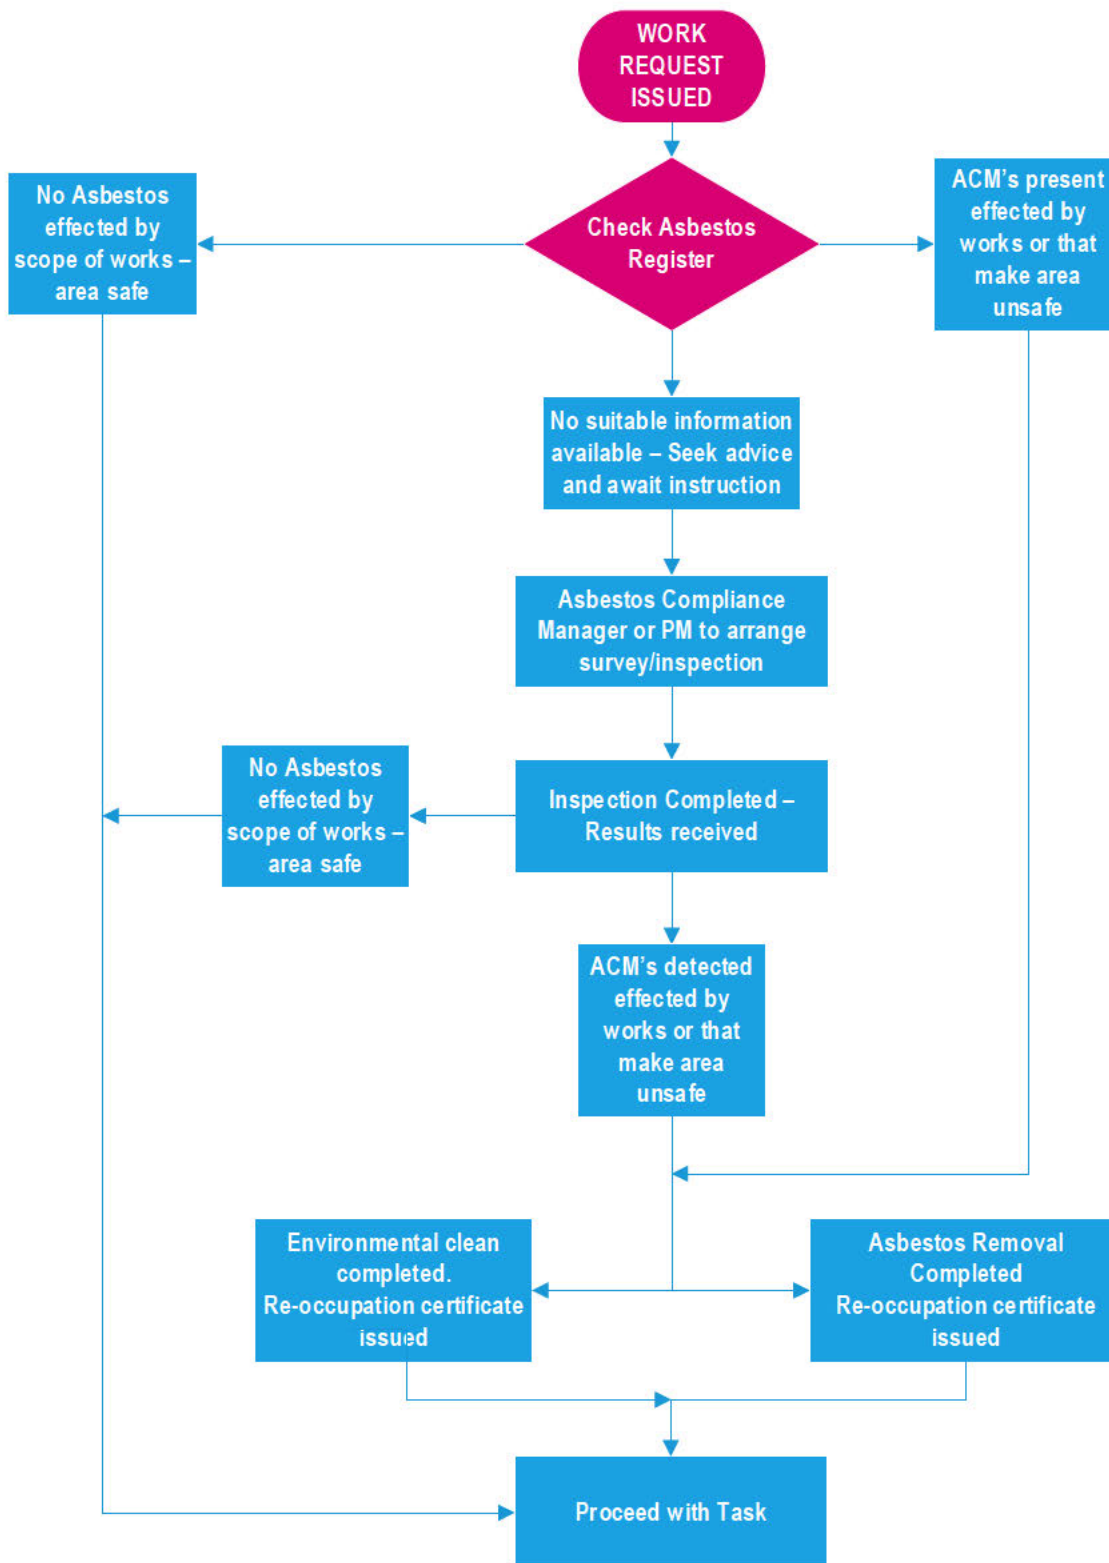 WORK
REQUEST
ISSUED
No Asbestos
effected by
scope of works –
area safe
Check Asbestos
Register
ACM's present
effected by
works or that
make area
unsafe
No suitable information
available – Seek advice
and await instruction
Asbestos Compliance
Manager or PM to arrange
survey/inspection
No Asbestos
effected by
scope of works –
area safe
Inspection Completed –
Results received
ACM's detected
effected by
works or that
make area
unsafe
Environmental clean
completed.
Re-occupation certificate
issued
Asbestos Removal
Completed
Re-occupation certificate
issued
Proceed with Task